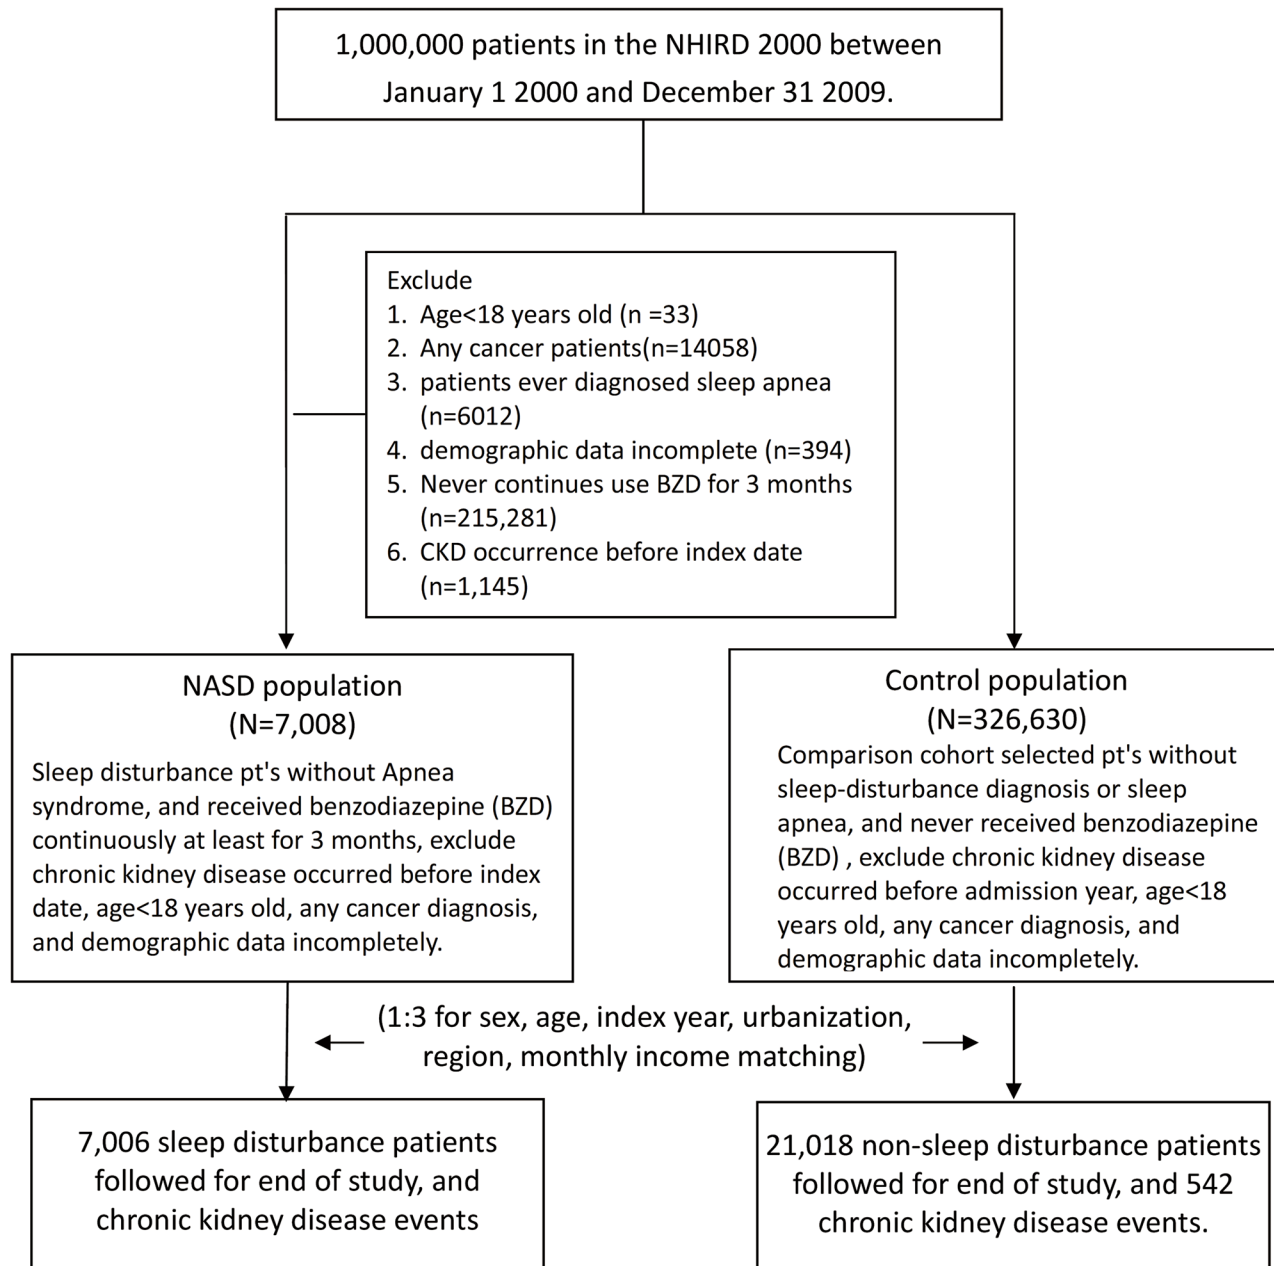 1,000,000 patients in the NHIRD 2000 between
January 1 2000 and December 31 2009.
Exclude
1. Age<18 years old (n =33)
2. Any cancer patients(n=14058)
3. patients ever diagnosed sleep apnea
(n=6012)
4. demographic data incomplete (n=394)
5. Never continues use BZD for 3 months
(n=215,281)
6. CKD occurrence before index date
(n=1,145)
NASD population
(N=7,008)
Sleep disturbance pt's without Apnea
syndrome, and received benzodiazepine (BZD)
continuously at least for 3 months, exclude
chronic kidney disease occurred before index
date, age<18 years old, any cancer diagnosis,
and demographic data incompletely.
Control population
(N=326,630)
Comparison cohort selected pt's without
sleep-disturbance diagnosis or sleep
apnea, and never received benzodiazepine
(BZD) , exclude chronic kidney disease
occurred before admission year, age<18
years old, any cancer diagnosis, and
demographic data incompletely.
(1:3 for sex, age, index year, urbanization,
region, monthly income matching)
7,006 sleep disturbance patients
followed for end of study, and
chronic kidney disease events
21,018 non-sleep disturbance patients
followed for end of study, and 542
chronic kidney disease events.